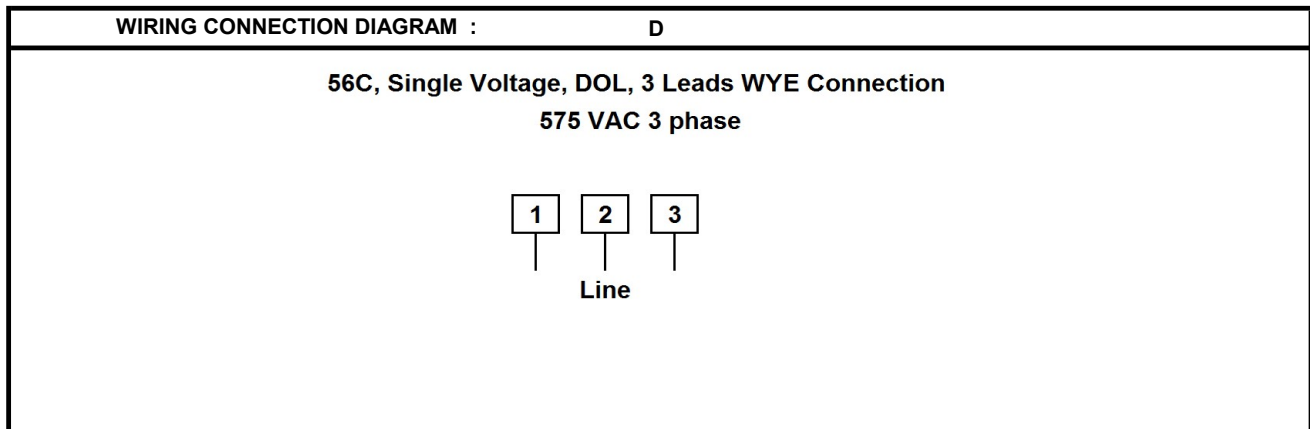 WIRING CONNECTION DIAGRAM : D
56C, Single Voltage, DOL, 3 Leads WYE Connection
575 VAC 3 phase
1 2 3
Line